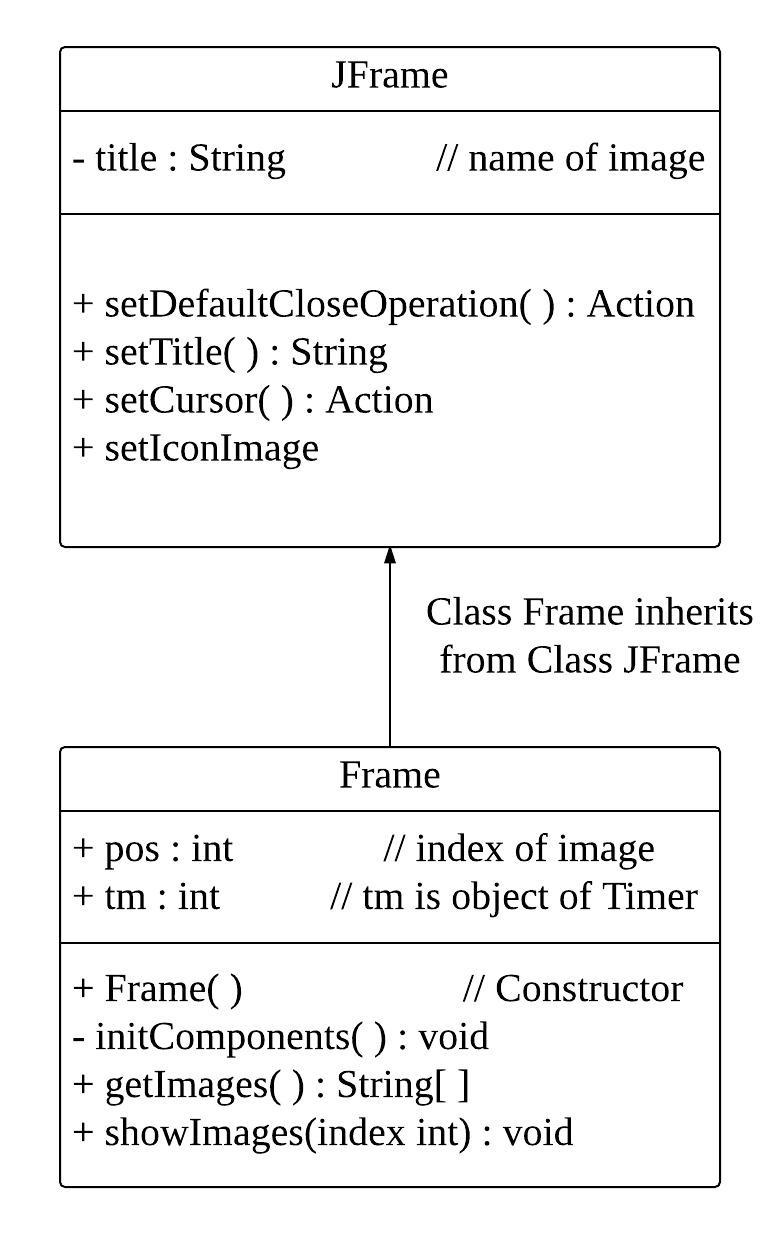 JFrame
- title : String // name of image
+ setDefaultCloseOperation( ) : Action
+ setTitle( ) : String
+ setCursor( ) : Action
+ setIconImage
Class Frame inherits
from Class JFrame
Frame
+ pos : int // index of image
+ tm : int // tm is object of Timer
+ Frame( ) // Constructor
- initComponents( ) : void
+ getImages( ) : String[ ]
+ showImages(index int) : void